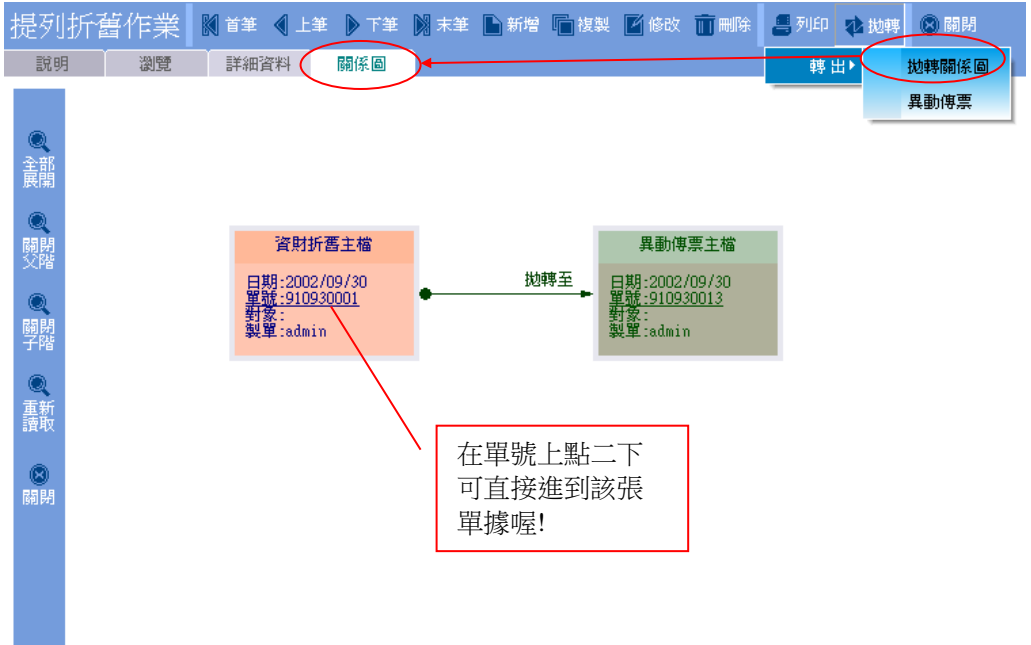 提列折舊作業 首筆 上筆 下筆 末筆 新增 複製 修改 刪除 列印 拋轉 關閉
說明 瀏覽 詳細資料 關係圖 轉出 拋轉關係圖
異動傳票
全部
展開
關閉
父階
關閉
子階
重新
讀取
關閉
資財折舊主檔
日期:2002/09/30
單號:910930001
對象:
製單:admin
拋轉至
異動傳票主檔
日期:2002/09/30
單號:910930013
對象:
製單:admin
在單號上點二下
可直接進到該張
單據喔!